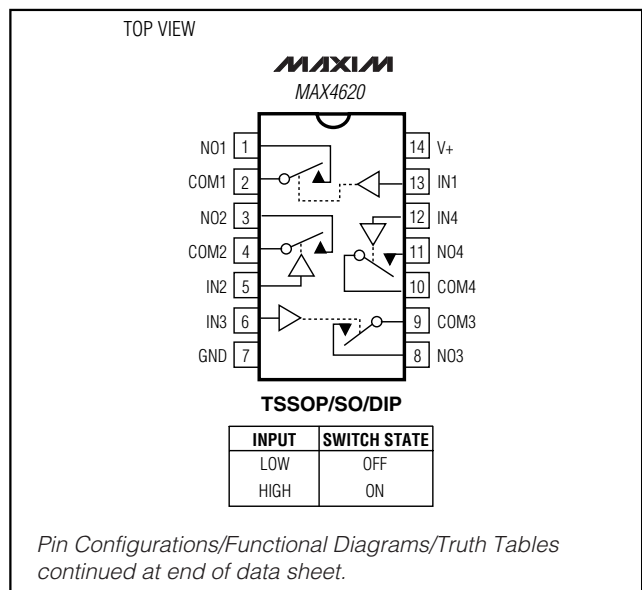 TOP VIEW
MAXIM
MAX4620
NO1 1 14 V+
COM1 2 13 IN1
NO2 3 12 IN4
COM2 4 11 NO4
IN2 5 10 COM4
IN3 6 9 COM3
GND 7 8 NO3
TSSOP/SO/DIP
INPUT SWITCH STATE
LOW OFF
HIGH ON
Pin Configurations/Functional Diagrams/Truth Tables
continued at end of data sheet.